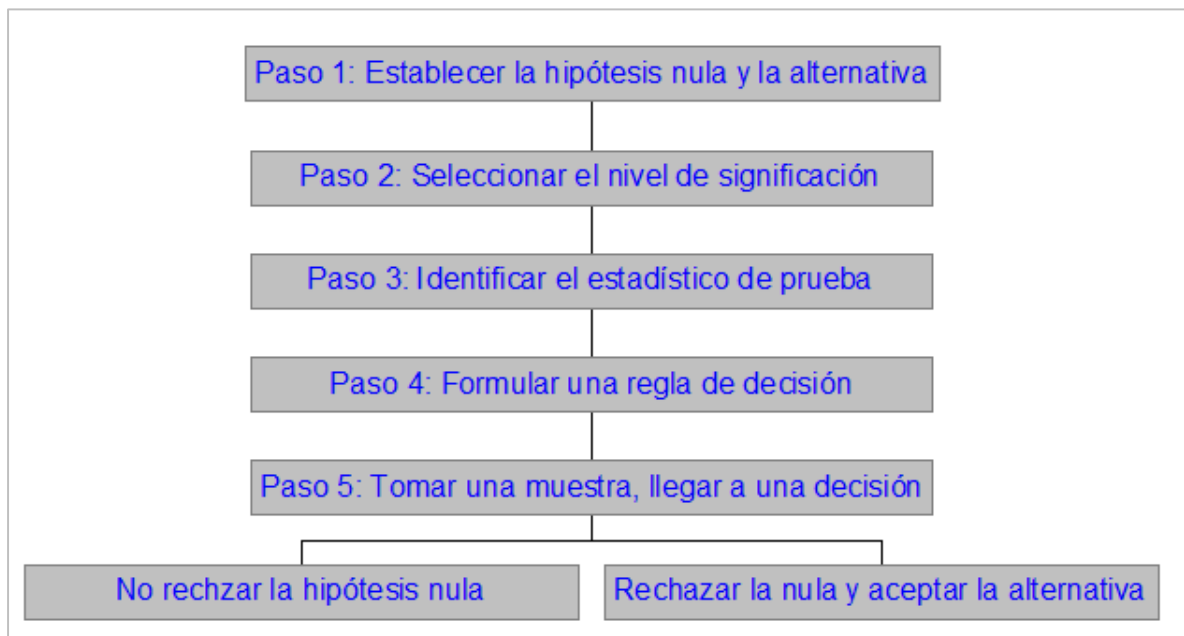 Paso 1: Establecer la hipótesis nula y la alternativa
Paso 2: Seleccionar el nivel de significación
Paso 3: Identificar el estadístico de prueba
Paso 4: Formular una regla de decisión
Paso 5: Tomar una muestra, llegar a una decisión
No rechzar la hipótesis nula
Rechazar la nula y aceptar la alternativa